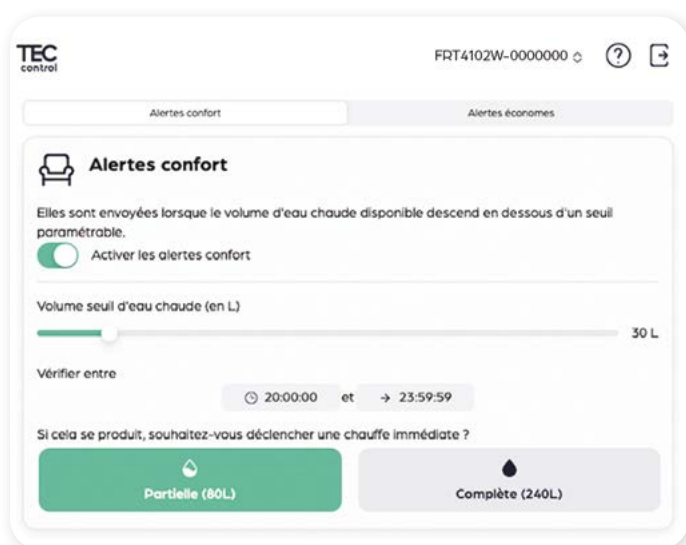 TEC
control
FRT4102W-0000000
Alertes confort
Alertes économes
Alertes confort
Elles sont envoyées lorsque le volume d'eau chaude disponible descend en dessous d'un seuil
paramétrable.
Activer les alertes confort
Volume seuil d'eau chaude (en L)
30 L
Vérifier entre
20:00:00 et → 23:59:59
Si cela se produit, souhaitez-vous déclencher une chauffe immédiate ?
Partielle (80L)
Complète (240L)